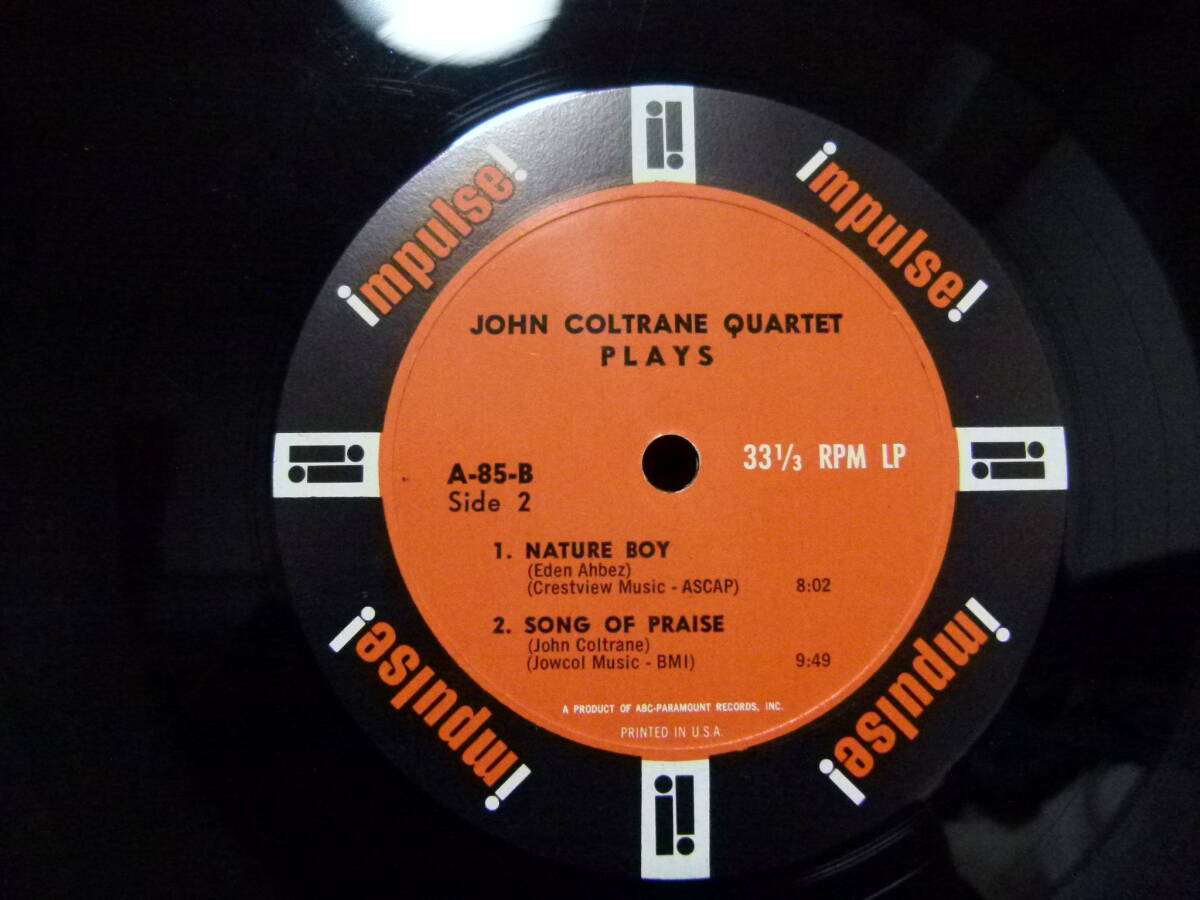 impulse!
impulse!
JOHN COLTRANE QUARTET
PLAYS
33 1/3 RPM LP
A-85-B
Side 2
1. NATURE BOY
(Eden Ahbez)
(Crestview Music - ASCAP) 8:02
2. SONG OF PRAISE
(John Coltrane)
(Jowcol Music - BMI) 9:49
A PRODUCT OF ABC-PARAMOUNT RECORDS, INC.
PRINTED IN U.S.A.
impulse!
impulse!